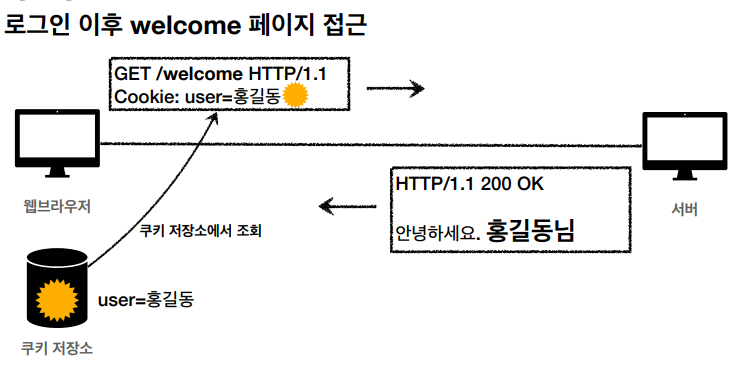 로그인 이후 welcome 페이지 접근
GET /welcome HTTP/1.1
Cookie: user=홍길동
웹브라우저
서버
HTTP/1.1 200 OK
안녕하세요. 홍길동님
쿠키 저장소에서 조회
user=홍길동
쿠키 저장소